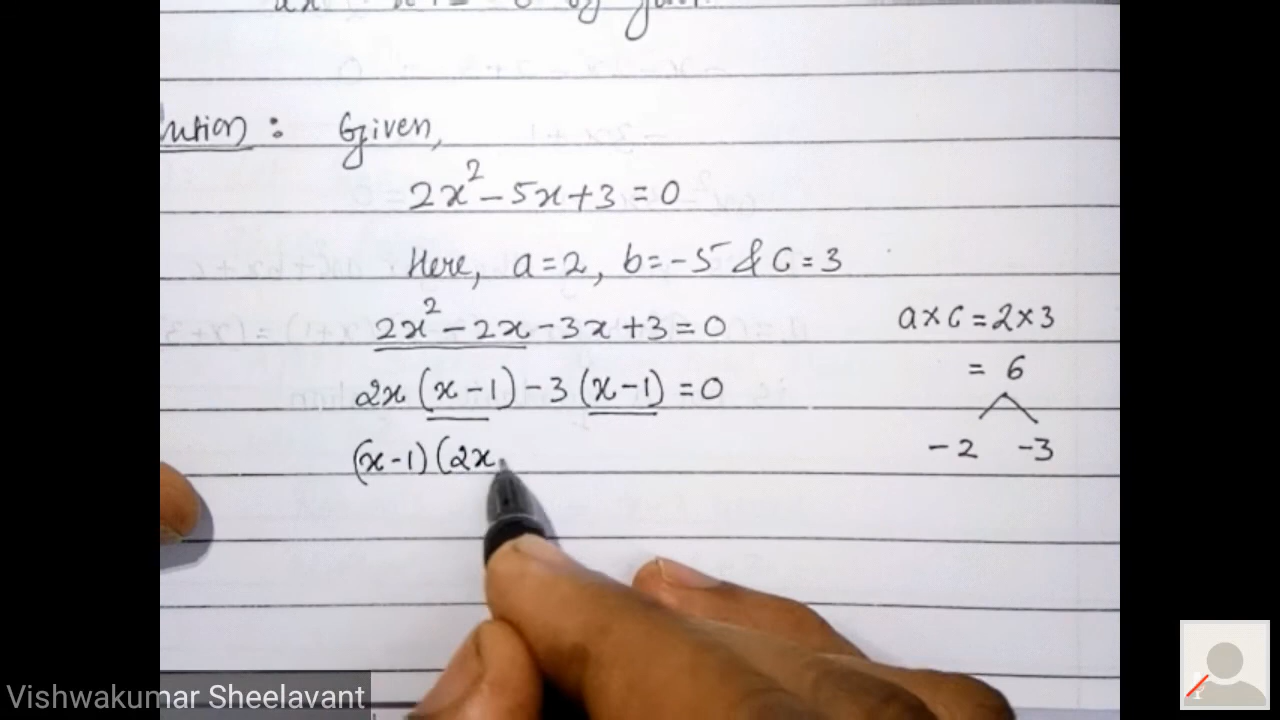 ution : Given,
2x² - 5x + 3 = 0
Here, a = 2, b = -5 & C = 3
2x² - 2x - 3x + 3 = 0
a × c = 2 × 3
= 6
2x (x - 1) - 3 (x - 1) = 0
-2 -3
(x - 1) (2x
Vishwakumar Sheelavant